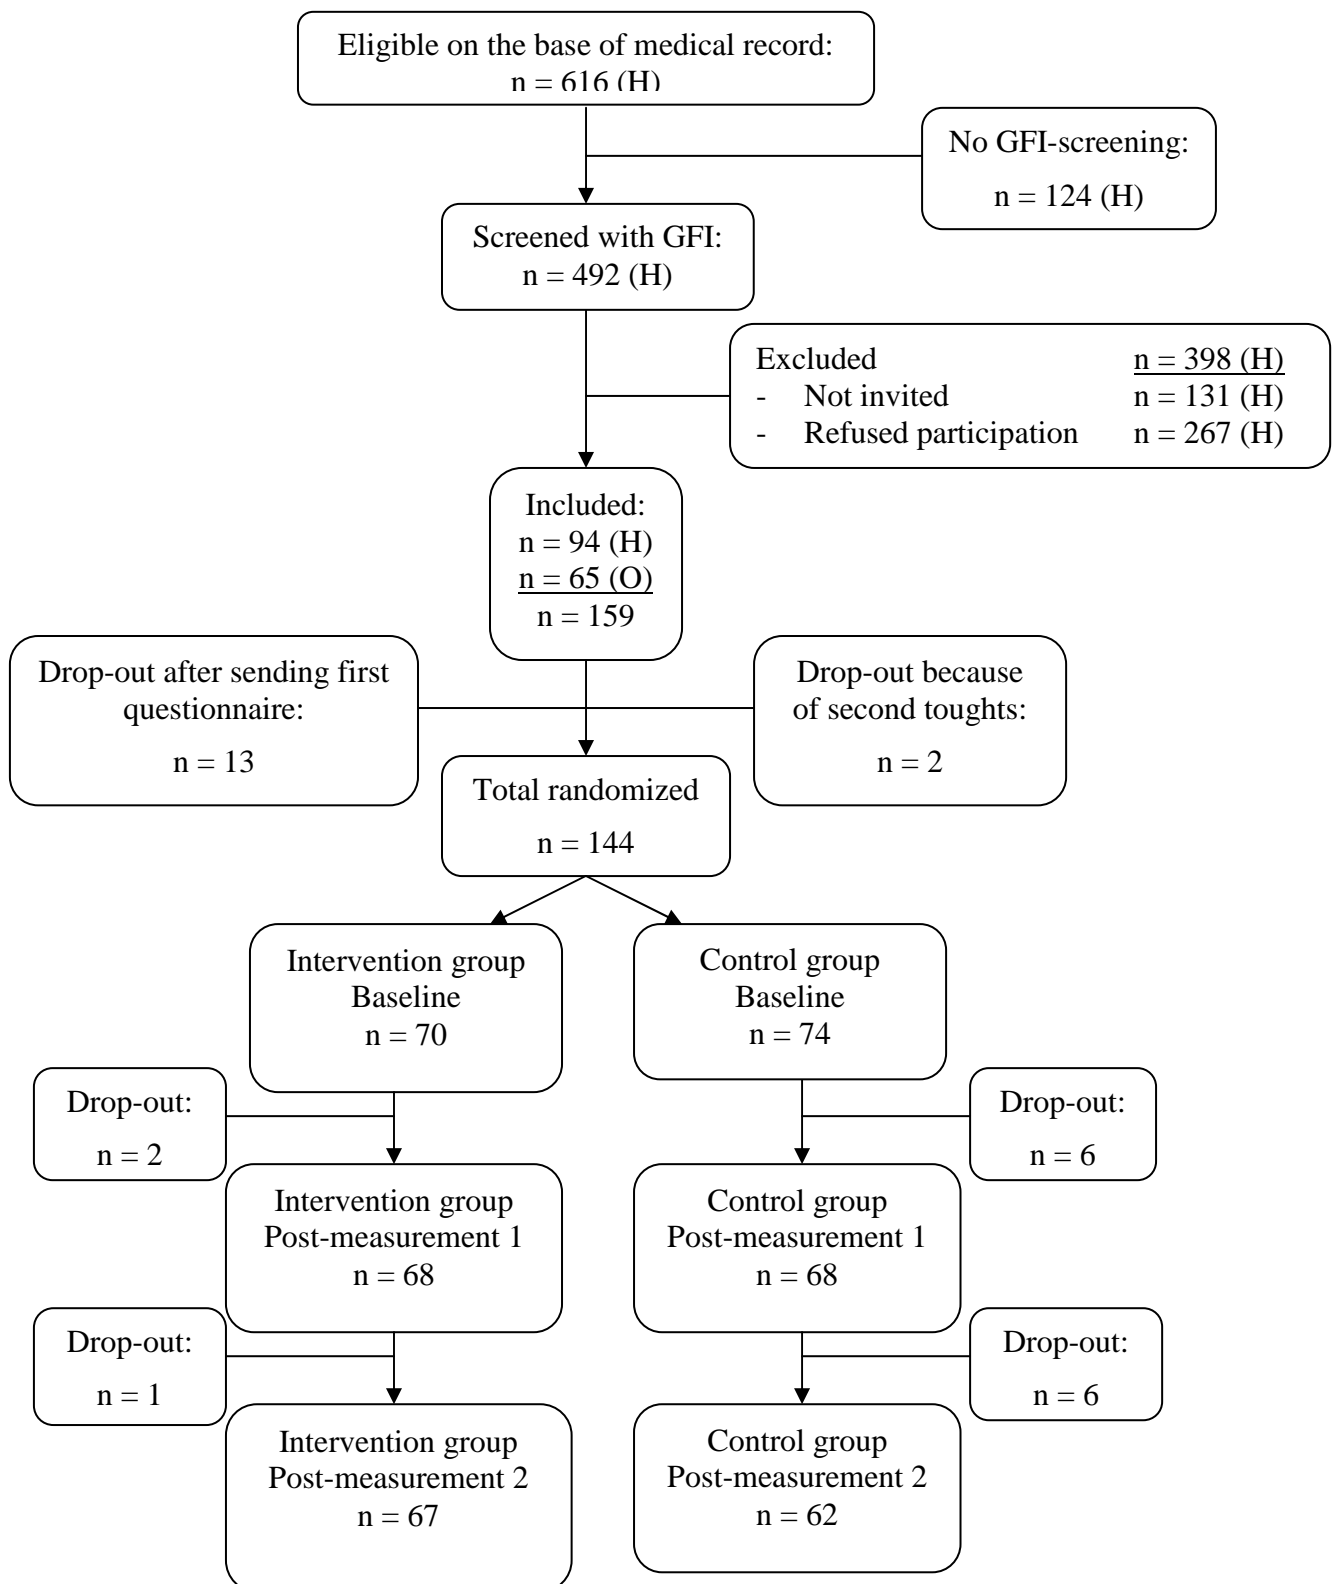 Eligible on the base of medical record:
n = 616 (H)
No GFI-screening:
n = 124 (H)
Screened with GFI:
n = 492 (H)
Excluded n = 398 (H)
- Not invited n = 131 (H)
- Refused participation n = 267 (H)
Included:
n = 94 (H)
n = 65 (O)
n = 159
Drop-out after sending first
questionnaire:
n = 13
Drop-out because
of second toughts:
n = 2
Total randomized
n = 144
Intervention group
Baseline
n = 70
Control group
Baseline
n = 74
Drop-out:
n = 2
Drop-out:
n = 6
Intervention group
Post-measurement 1
n = 68
Control group
Post-measurement 1
n = 68
Drop-out:
n = 1
Drop-out:
n = 6
Intervention group
Post-measurement 2
n = 67
Control group
Post-measurement 2
n = 62